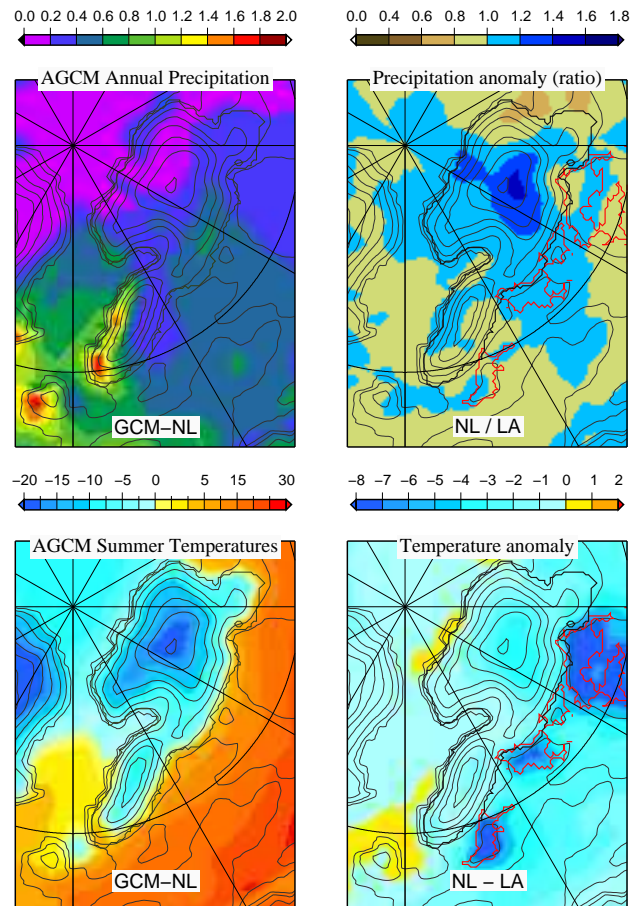 0.0 0.2 0.4 0.6 0.8 1.0 1.2 1.4 1.6 1.8 2.0
0.0 0.4 0.6 0.8 1.0 1.2 1.4 1.6 1.8
AGCM Annual Precipitation
Precipitation anomaly (ratio)
GCM−NL
NL / LA
−20 −15 −10 −5 0 5 15 30
−8 −7 −6 −5 −4 −3 −2 −1 0 1 2
AGCM Summer Temperatures
Temperature anomaly
GCM−NL
NL − LA